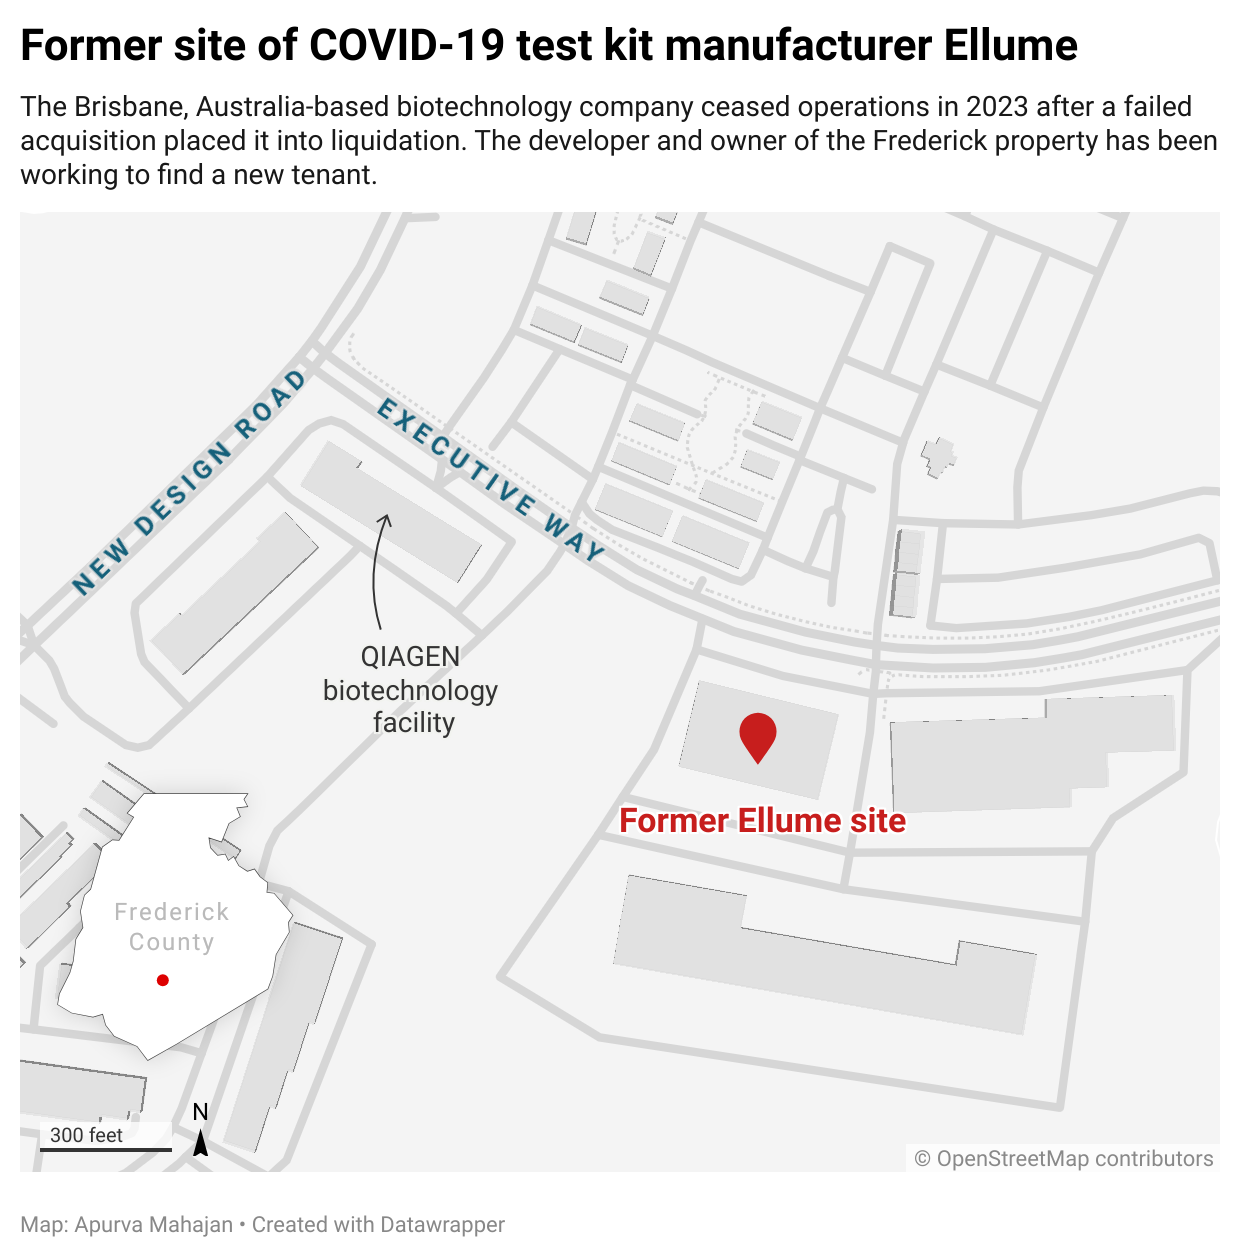 Former site of COVID-19 test kit manufacturer Ellume
The Brisbane, Australia-based biotechnology company ceased operations in 2023 after a failed
acquisition placed it into liquidation. The developer and owner of the Frederick property has been
working to find a new tenant.
NEW DESIGN ROAD
EXECUTIVE WAY
QIAGEN
biotechnology
facility
Former Ellume site
Frederick
County
N
300 feet
© OpenStreetMap contributors
Map: Apurva Mahajan • Created with Datawrapper